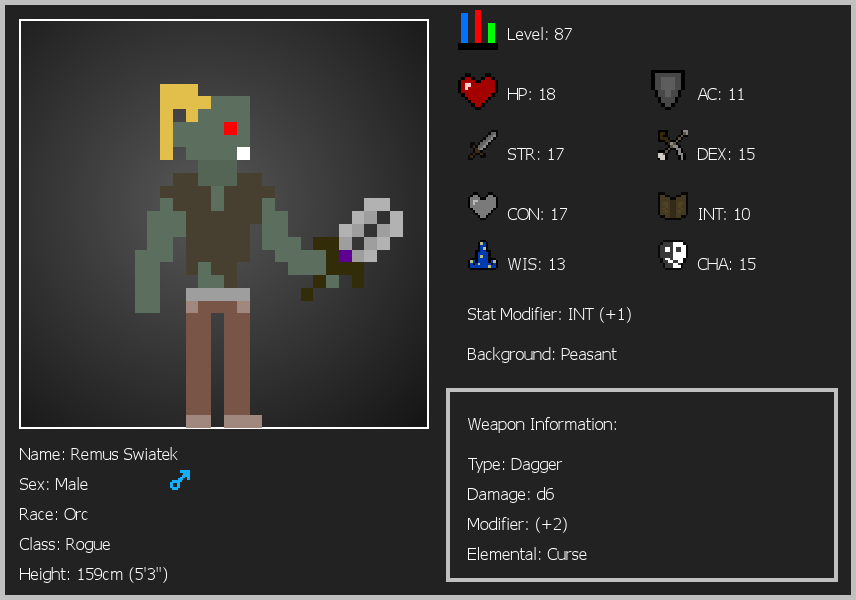 Level: 87
HP: 18
AC: 11
STR: 17
DEX: 15
CON: 17
INT: 10
WIS: 13
CHA: 15
Stat Modifier: INT (+1)
Background: Peasant
Weapon Information:
Type: Dagger
Damage: d6
Modifier: (+2)
Elemental: Curse
Name: Remus Swiatek
Sex: Male
Race: Orc
Class: Rogue
Height: 159cm (5'3")